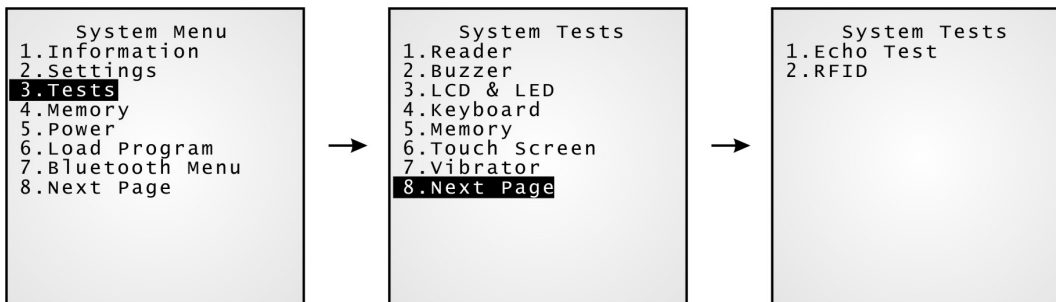 System Menu
1.Information
2.Settings
3.Tests
4.Memory
5.Power
6.Load Program
7.Bluetooth Menu
8.Next Page
System Tests
1.Reader
2.Buzzer
3.LCD & LED
4.Keyboard
5.Memory
6.Touch Screen
7.Vibrator
8.Next Page
System Tests
1.Echo Test
2.RFID